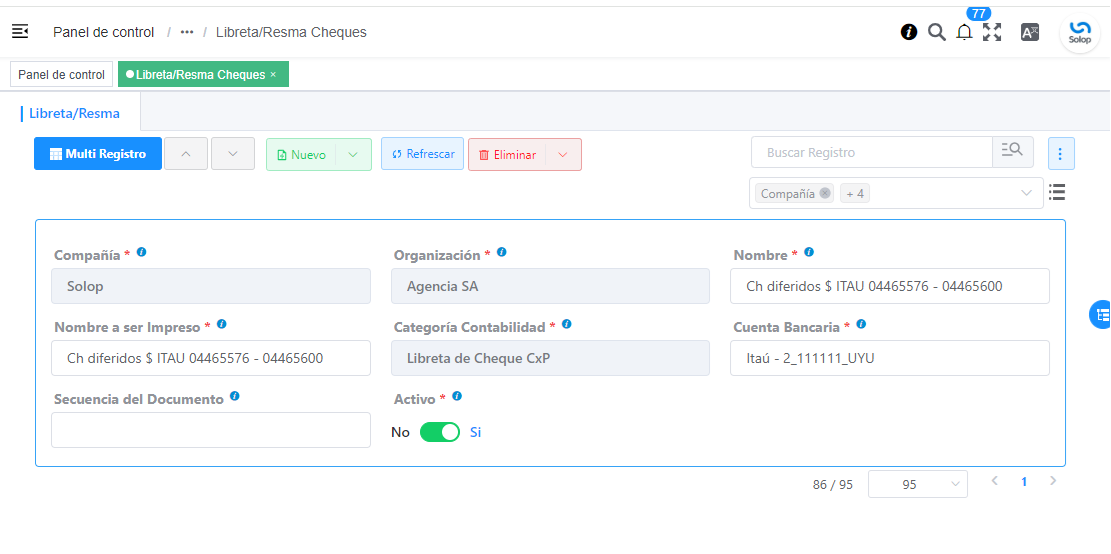 77
Panel de control / ••• / Libreta/Resma Cheques
Solop
Panel de control
Libreta/Resma Cheques ×
Libreta/Resma
Multi Registro
Nuevo
Refrescar
Eliminar
Buscar Registro
Compañía
+ 4
Compañía *
Organización *
Nombre *
Solop
Agencia SA
Ch diferidos $ ITAU 04465576 - 04465600
Nombre a ser Impreso *
Categoría Contabilidad *
Cuenta Bancaria *
Ch diferidos $ ITAU 04465576 - 04465600
Libreta de Cheque CxP
Itaú - 2_111111_UYU
Secuencia del Documento
Activo *
No
Si
86 / 95
95
1